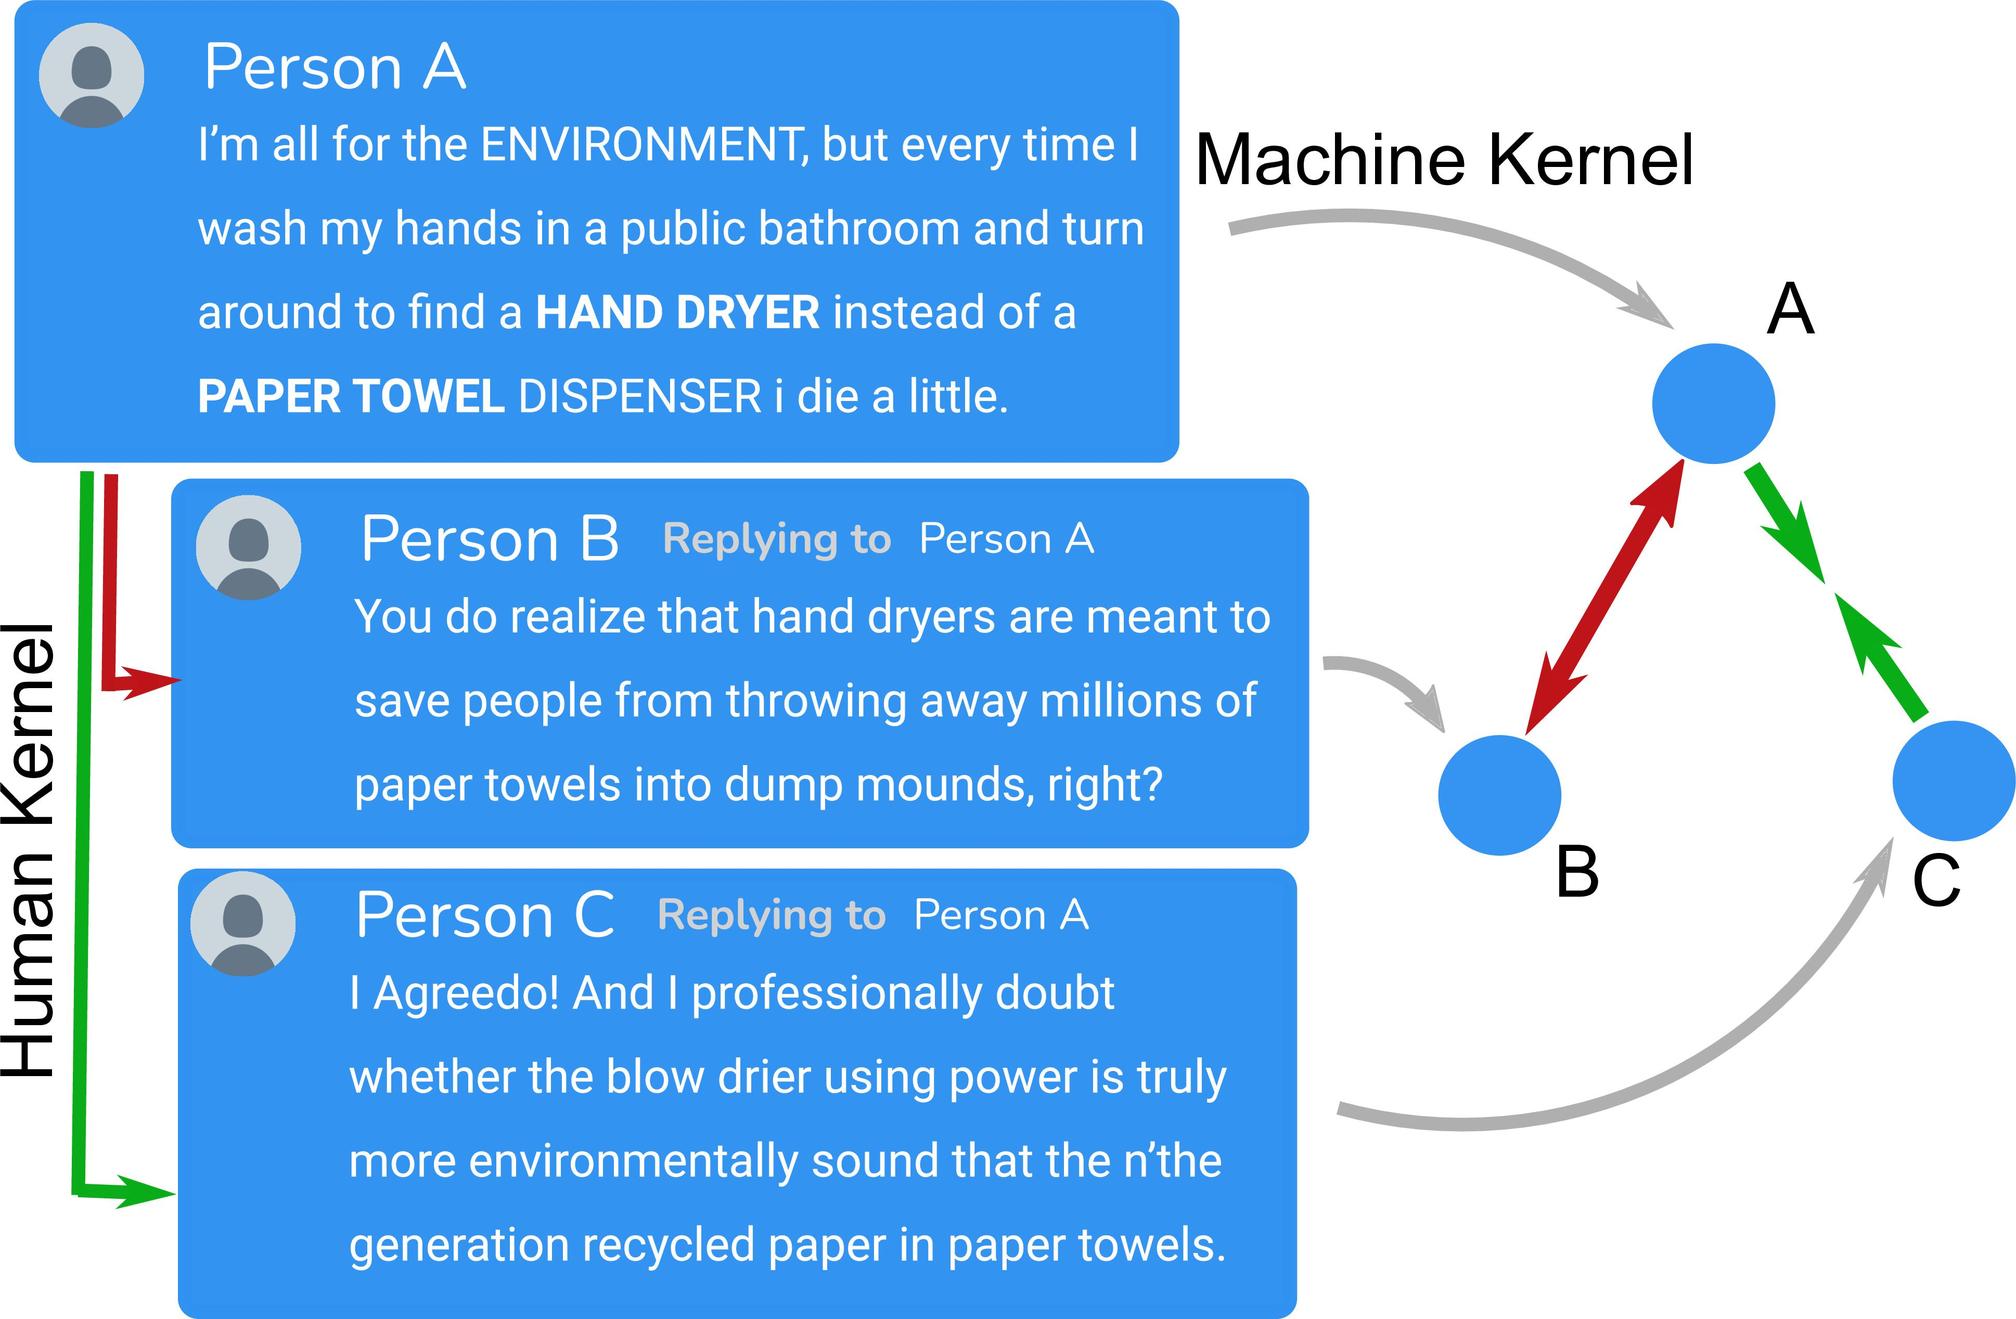 Person A
I'm all for the ENVIRONMENT, but every time I
wash my hands in a public bathroom and turn
around to find a HAND DRYER instead of a
PAPER TOWEL DISPENSER i die a little.
Machine Kernel
A
Human Kernel
Person B Replying to Person A
You do realize that hand dryers are meant to
save people from throwing away millions of
paper towels into dump mounds, right?
B
C
Person C Replying to Person A
I Agreedo! And I professionally doubt
whether the blow drier using power is truly
more environmentally sound that the n'the
generation recycled paper in paper towels.